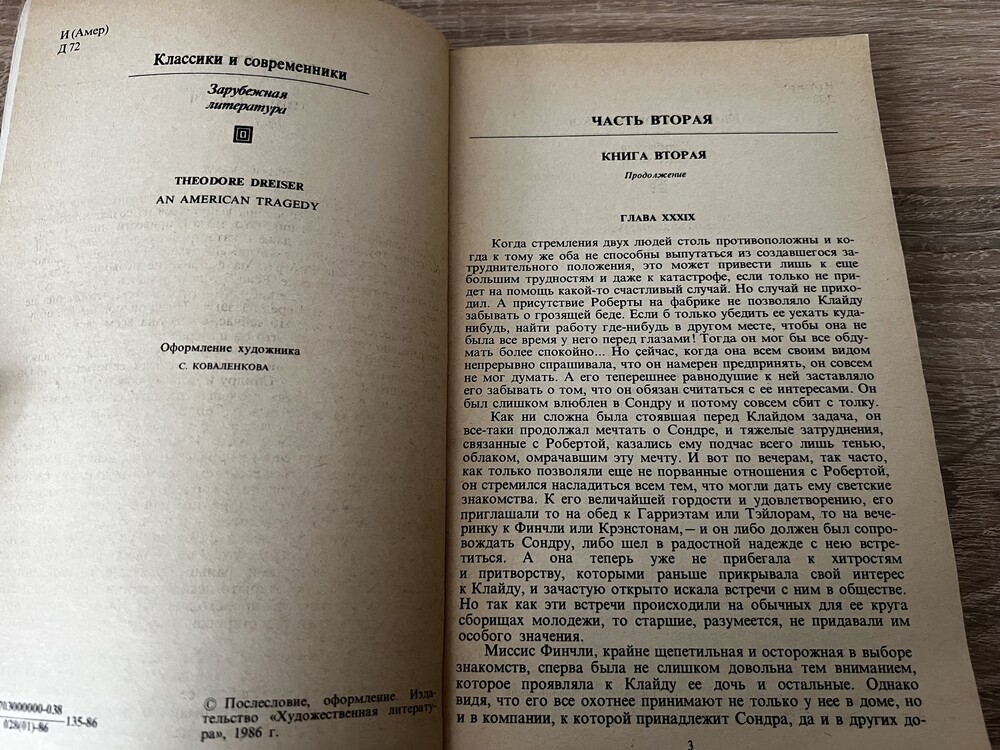 И (Амер)
Д 72
Классики и современники
Зарубежная
литература
THEODORE DREISER
AN AMERICAN TRAGEDY
Оформление художника
С. КОВАЛЕНКОВА
703000000-038
028(01)-86
—135-86
© Послесловие, оформление. Изда-
тельство «Художественная литерату-
ра», 1986 г.
ЧАСТЬ ВТОРАЯ
КНИГА ВТОРАЯ
Продолжение
ГЛАВА XXXIX
Когда стремления двух людей столь противоположны и ко-
гда к тому же оба не способны выпутаться из создавшегося за-
труднительного положения, это может привести лишь к еще
большим трудностям и даже к катастрофе, если только не при-
дет на помощь какой-то счастливый случай. Но случай не прихо-
дил. А присутствие Роберты на фабрике не позволяло Клайду
забывать о грозящей беде. Если б только убедить ее уехать куда-
нибудь, найти работу где-нибудь в другом месте, чтобы она не
была все время у него перед глазами! Тогда он мог бы все обду-
мать более спокойно... Но сейчас, когда она всем своим видом
непрерывно спрашивала, что он намерен предпринять, он совсем
не мог думать. А его теперешнее равнодушие к ней заставляло
его забывать о том, что он обязан считаться с ее интересами. Он
был слишком влюблен в Сондру и потому совсем сбит с толку.
Как ни сложна была стоявшая перед Клайдом задача, он
все-таки продолжал мечтать о Сондре, и тяжелые затруднения,
связанные с Робертой, казались ему подчас всего лишь тенью,
облаком, омрачавшим эту мечту. И вот по вечерам, так часто,
как только позволяли еще не порванные отношения с Робертой,
он стремился насладиться всем тем, что могли дать ему светские
знакомства. К его величайшей гордости и удовлетворению, его
приглашали то на обед к Гарриэтам или Тэйлорам, то на вече-
ринку к Финчли или Крэнстонам,— и он либо должен был сопро-
вождать Сондру, либо шел в радостной надежде с нею встре-
титься. А она теперь уже не прибегала к хитростям
и притворству, которыми раньше прикрывала свой интерес
к Клайду, и зачастую открыто искала встречи с ним в обществе.
Но так как эти встречи происходили на обычных для ее круга
сборищах молодежи, то старшие, разумеется, не придавали им
особого значения.
Миссис Финчли, крайне щепетильная и осторожная в выборе
знакомств, сперва была не слишком довольна тем вниманием,
которое проявляла к Клайду ее дочь и остальные. Однако
видя, что его все охотнее принимают не только у нее в доме, но
и в компании, к которой принадлежит Сондра, да и в других до-
3